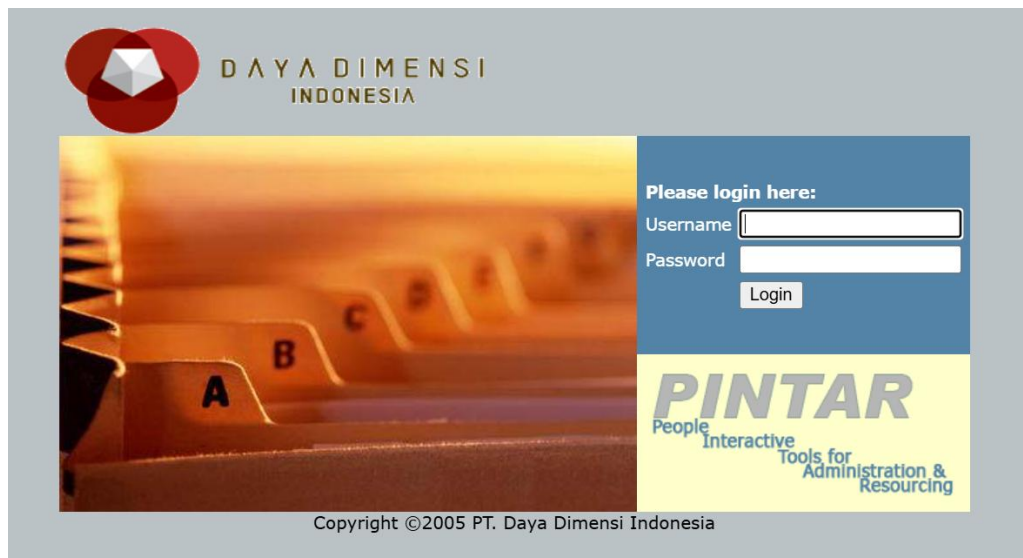 DAYA DIMENSI
INDONESIA
Please login here:
Username
Password
Login
A
B
C
D
PINTAR
People
Interactive
Tools for
Administration &
Resourcing
Copyright ©2005 PT. Daya Dimensi Indonesia